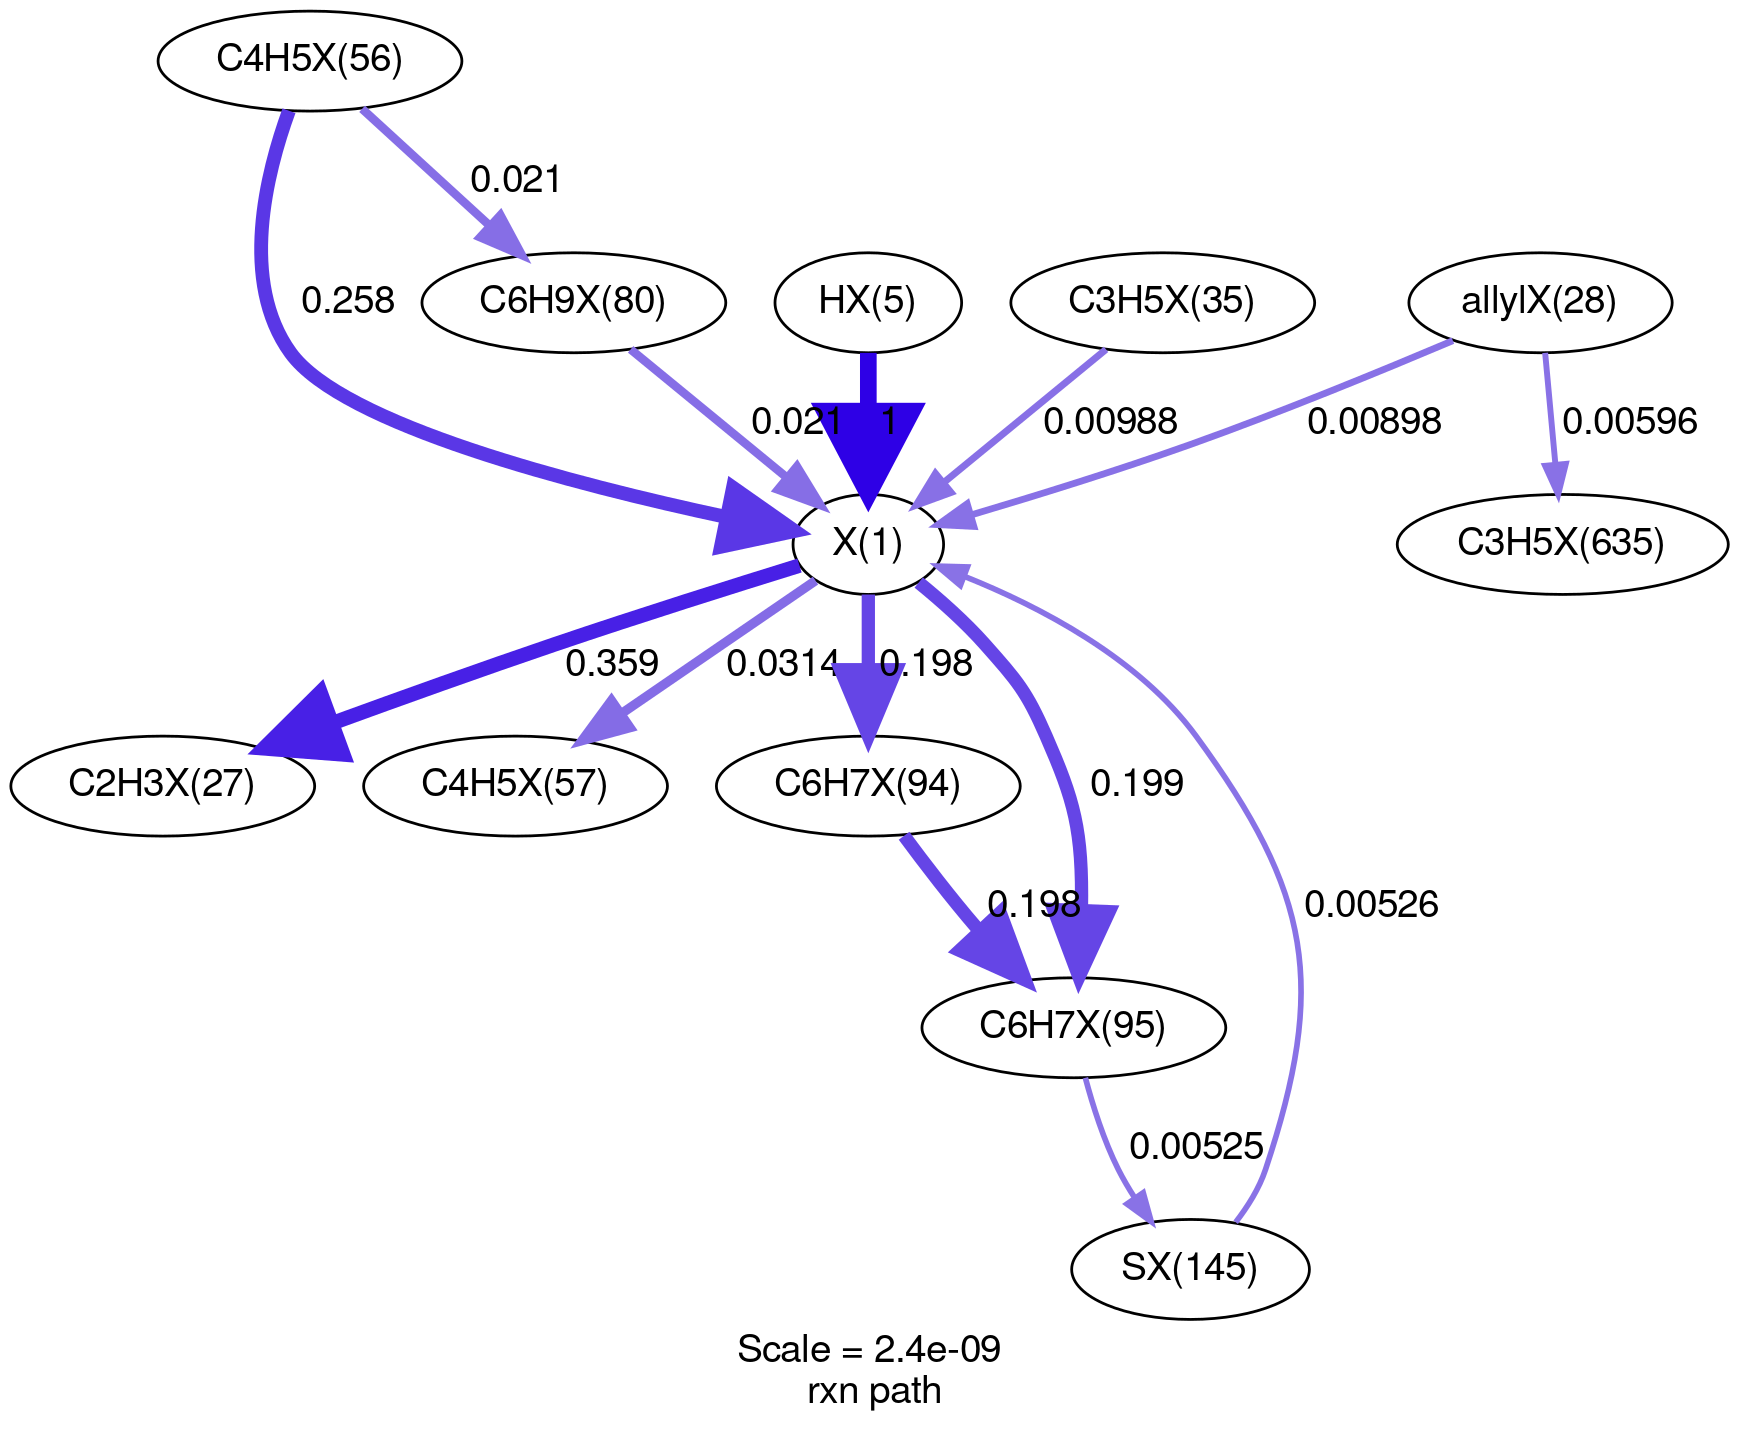 C4H5X(56)
0.021
0.258
C6H9X(80)
HX(5)
C3H5X(35)
allylX(28)
0.021
1
0.00988
0.00898
0.00596
X(1)
C3H5X(635)
0.359
0.0314
0.198
0.199
C2H3X(27)
C4H5X(57)
C6H7X(94)
0.198
0.00526
C6H7X(95)
0.00525
SX(145)
Scale = 2.4e-09
rxn path